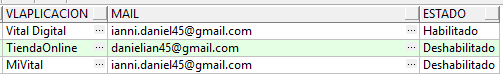 VLAPLICACION MAIL ESTADO
Vital Digital ··· ianni.daniel45@gmail.com ··· Habilitado
TiendaOnline ··· danielian45@gmail.com ··· Deshabilitado
MiVital ··· ianni.daniel45@gmail.com ··· Deshabilitado